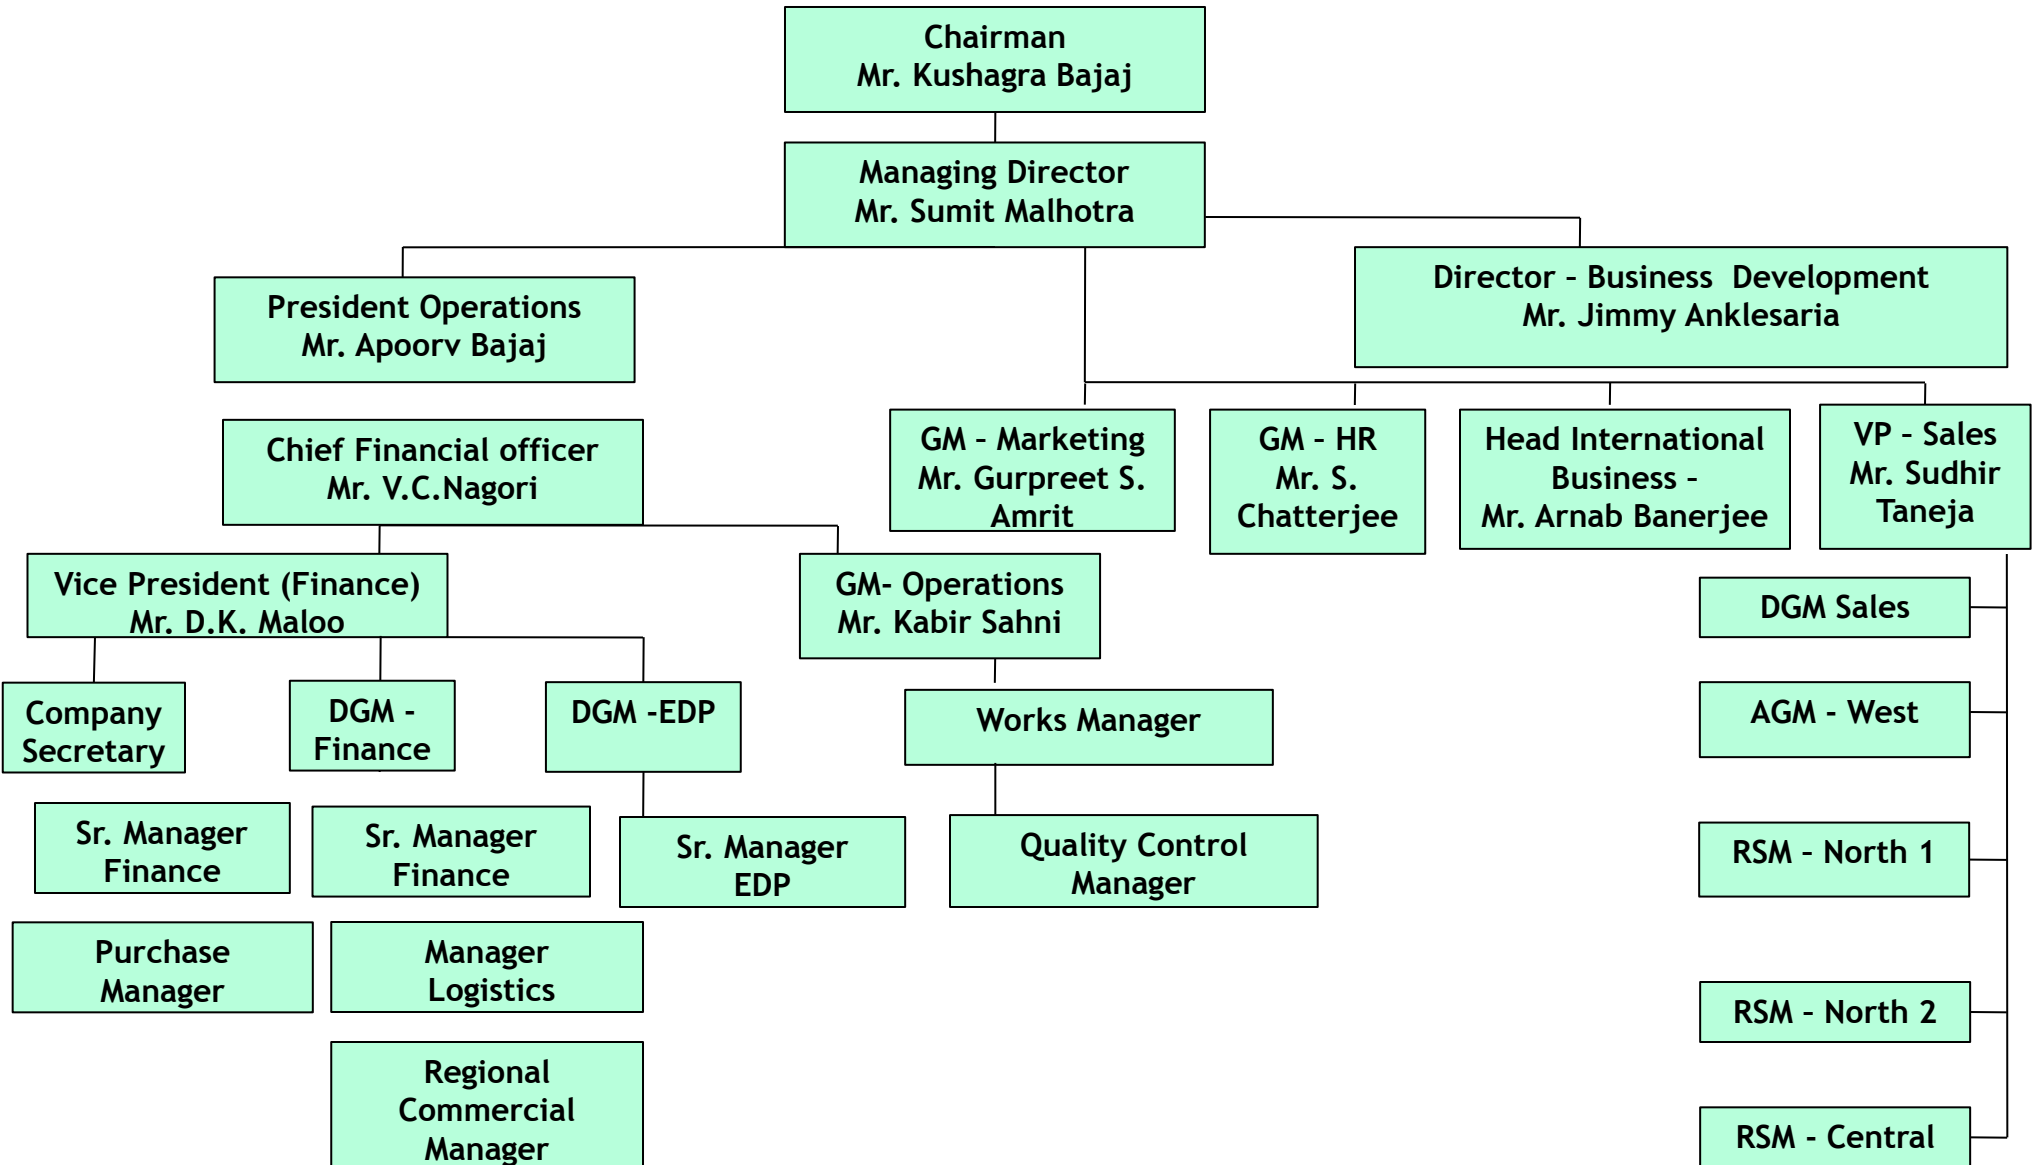 Chairman
Mr. Kushagra Bajaj
Managing Director
Mr. Sumit Malhotra
President Operations
Mr. Apoorv Bajaj
Director – Business  Development
Mr. Jimmy Anklesaria
Chief Financial officer
Mr. V.C.Nagori
GM – Marketing
Mr. Gurpreet S.
Amrit
GM – HR
Mr. S.
Chatterjee
Head International
Business –
Mr. Arnab Banerjee
VP – Sales
Mr. Sudhir
Taneja
Vice President (Finance)
Mr. D.K. Maloo
GM- Operations
Mr. Kabir Sahni
DGM Sales
Company
Secretary
DGM -
Finance
DGM -EDP
Works Manager
AGM - West
Sr. Manager
Finance
Sr. Manager
Finance
Sr. Manager
EDP
Quality Control
Manager
RSM – North 1
Purchase
Manager
Manager
Logistics
RSM – North 2
Regional
Commercial
Manager
RSM - Central